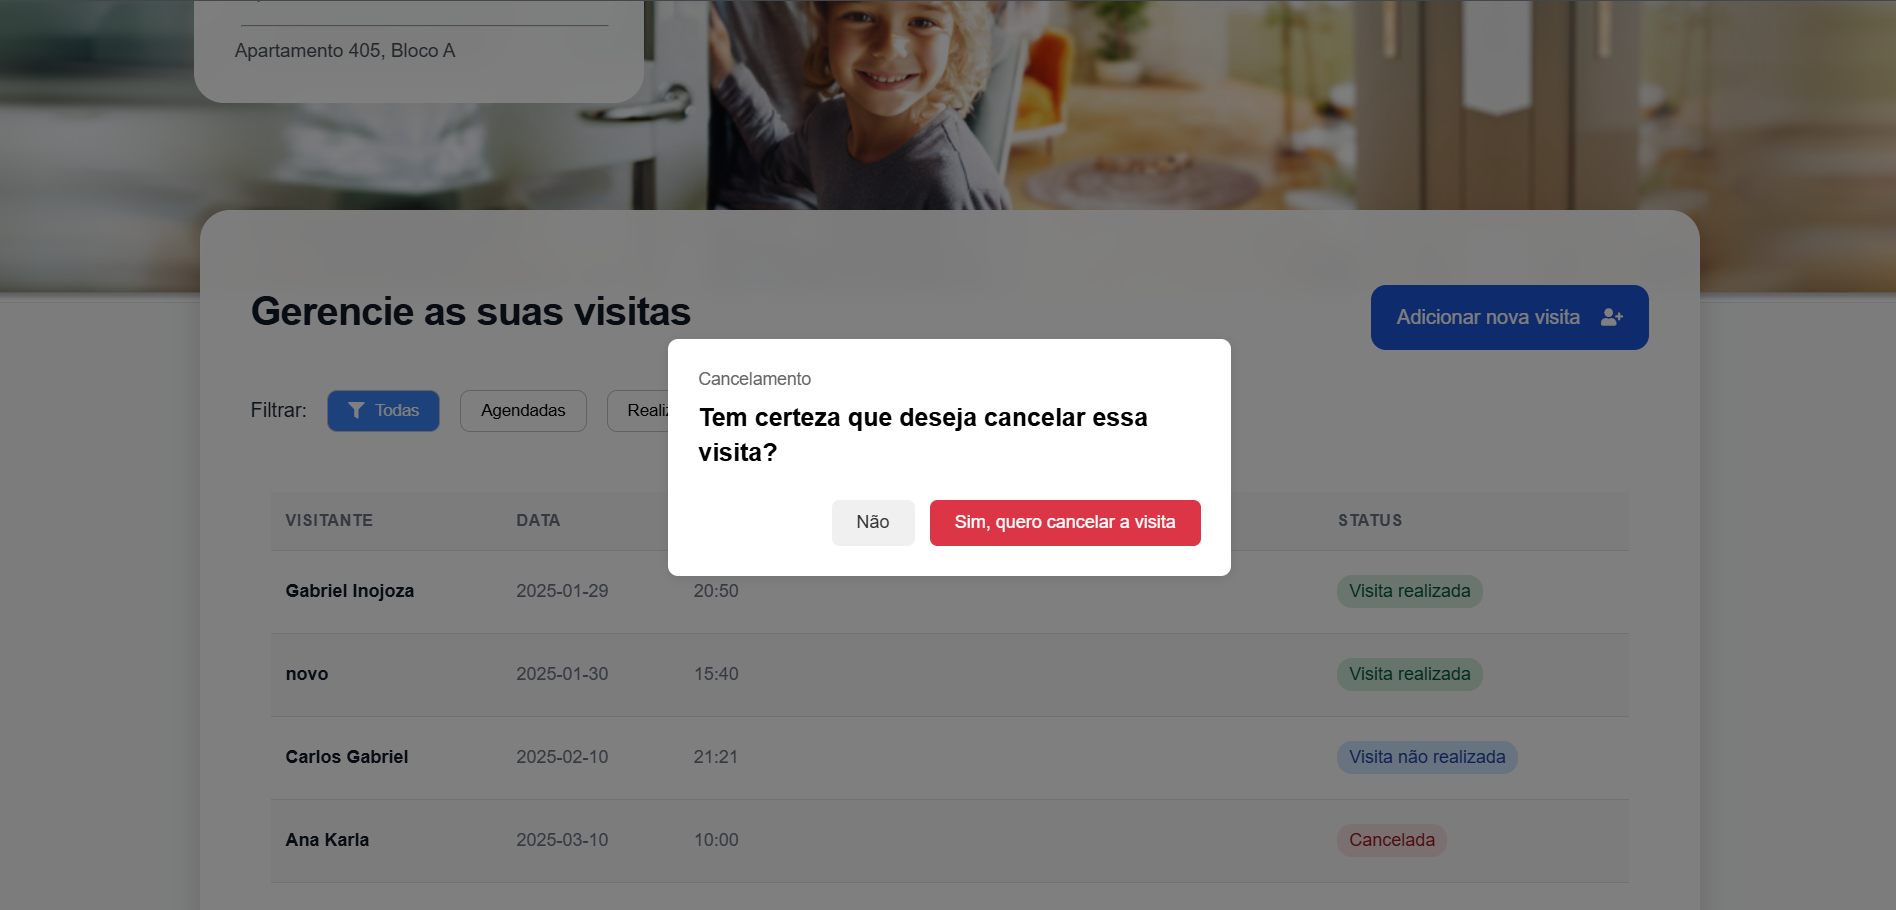 Apartamento 405, Bloco A
Gerencie as suas visitas
Adicionar nova visita
Filtrar:
Todas
Agendadas
Cancelamento
Tem certeza que deseja cancelar essa
visita?
Não
Sim, quero cancelar a visita
VISITANTE DATA STATUS
Gabriel Inojoza 2025-01-29 20:50 Visita realizada
novo 2025-01-30 15:40 Visita realizada
Carlos Gabriel 2025-02-10 21:21 Visita não realizada
Ana Karla 2025-03-10 10:00 Cancelada